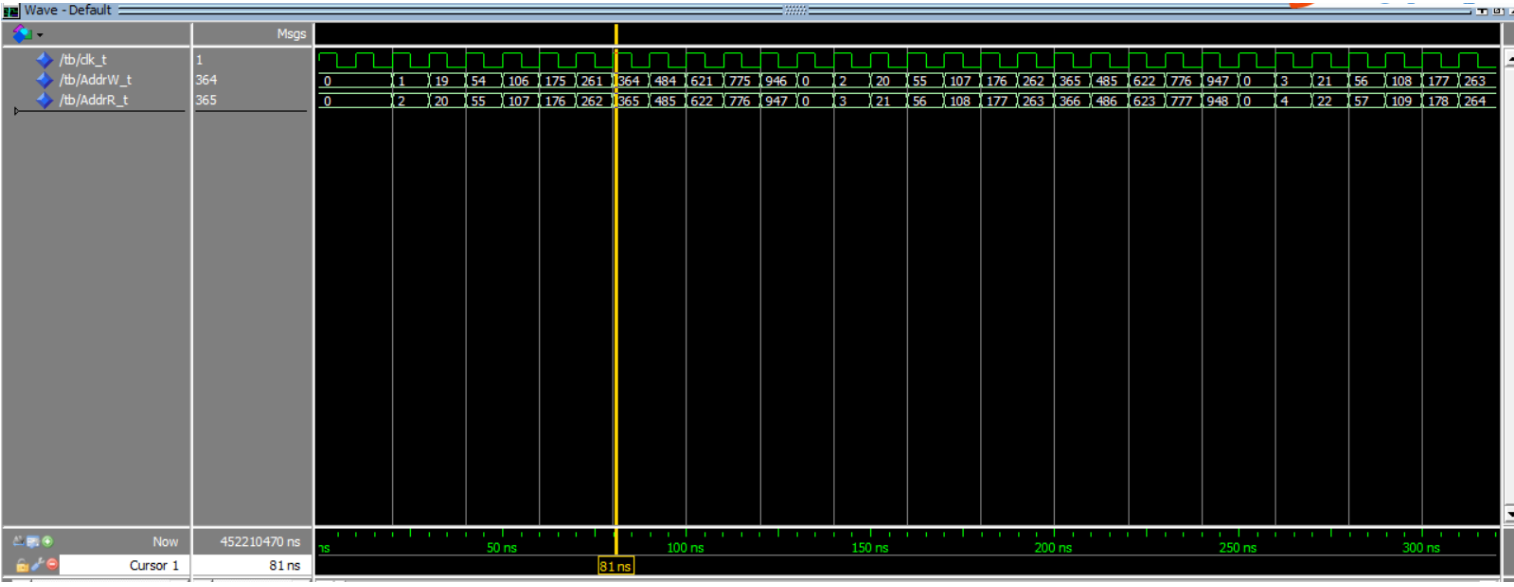 Wave - Default
Msgs
/tb/clk_t 1
/tb/AddrW_t 364 0 1 19 54 106 175 261 364 484 621 775 946 0 2 20 55 107 176 262 365 485 622 776 947 0 3 21 56 108 177 263
/tb/AddrR_t 365 0 2 20 55 107 176 262 365 485 622 776 947 0 3 21 56 108 177 263 366 486 623 777 948 0 4 22 57 109 178 264
Now 452210470 ns ns 50 ns 100 ns 150 ns 200 ns 250 ns 300 ns
Cursor 1 81 ns 81 ns